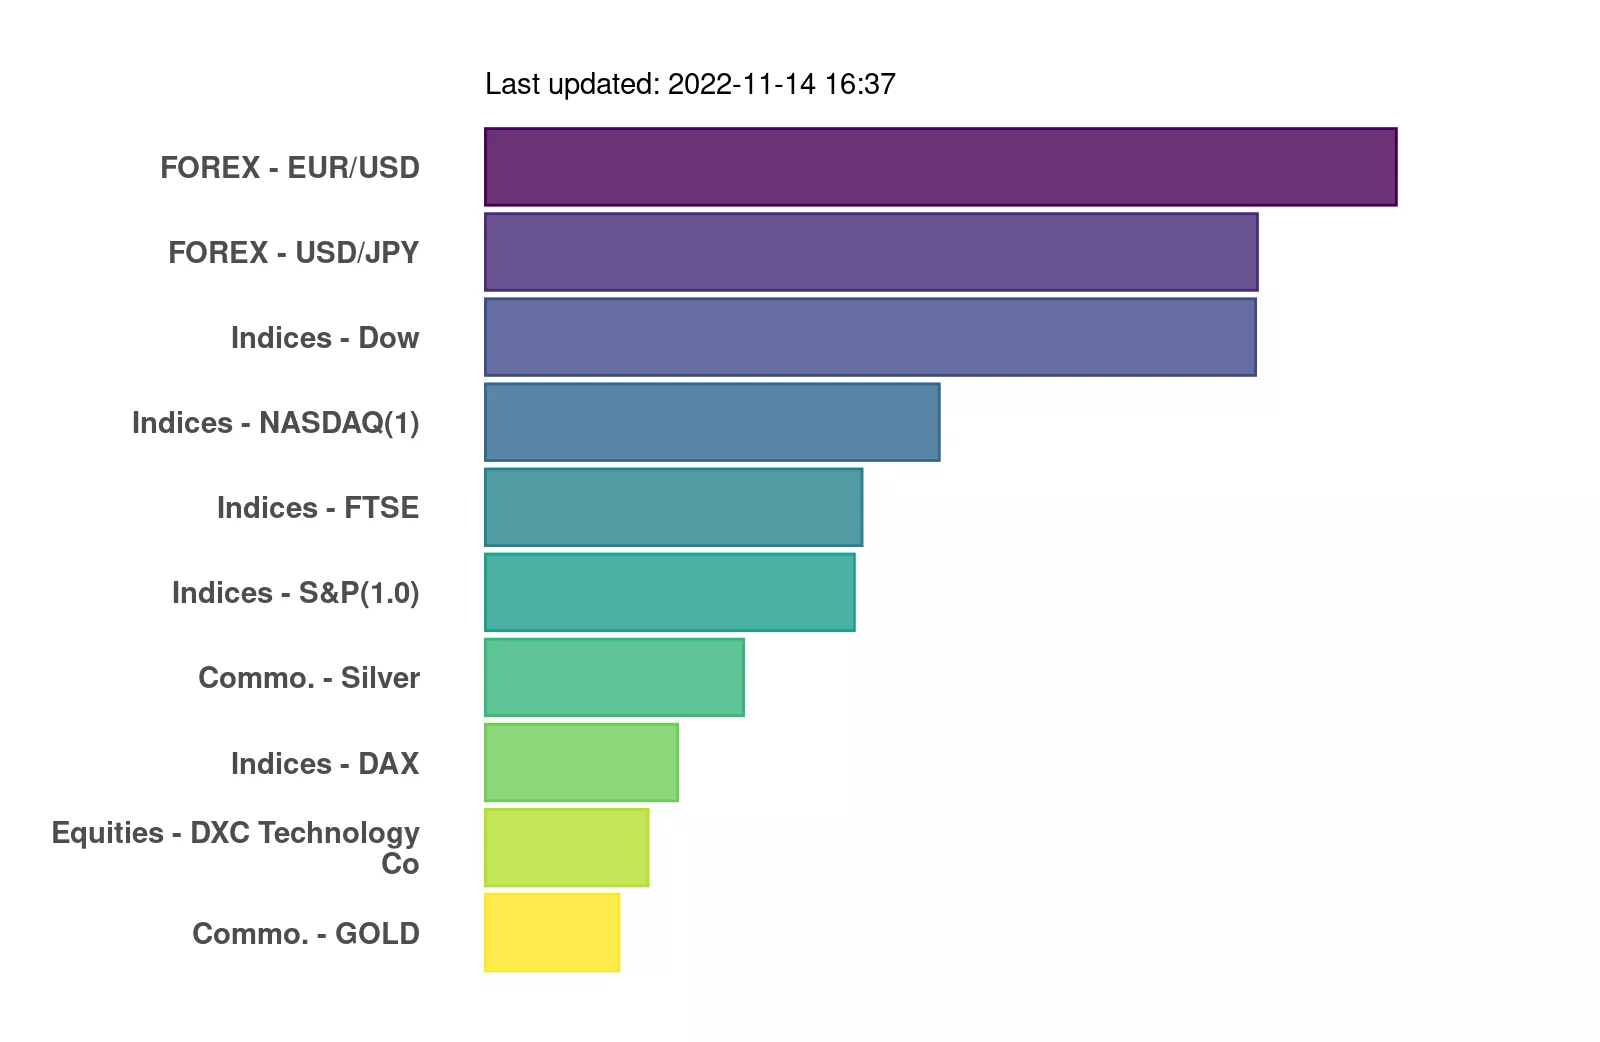 Last updated: 2022-11-14 16:37
FOREX - EUR/USD
FOREX - USD/JPY
Indices - Dow
Indices - NASDAQ(1)
Indices - FTSE
Indices - S&P(1.0)
Commo. - Silver
Indices - DAX
Equities - DXC Technology
Co
Commo. - GOLD